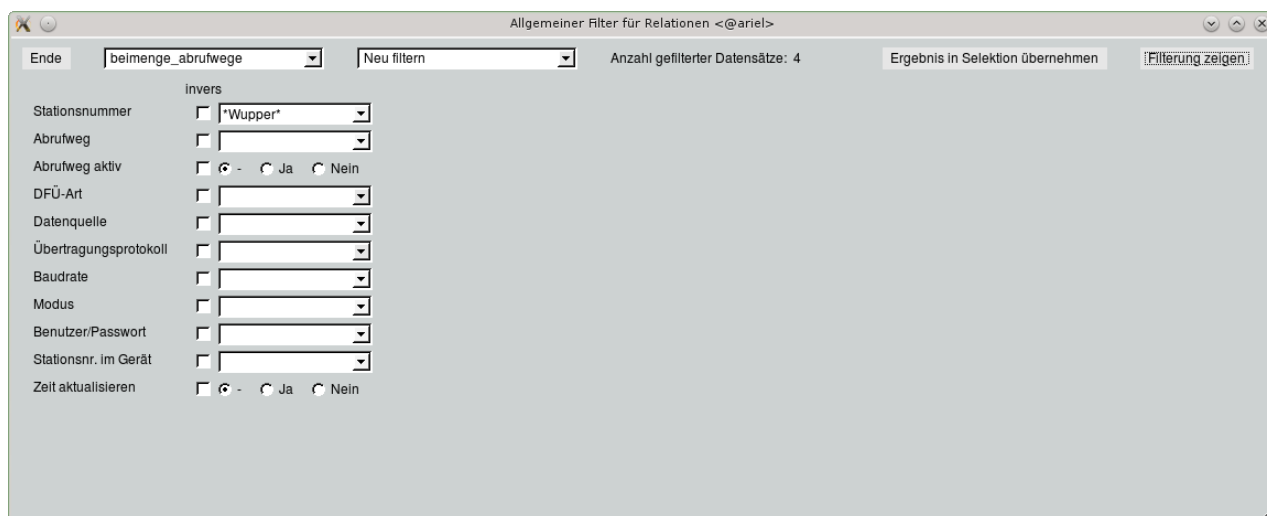 Allgemeiner Filter für Relationen <@ariel>
Ende beimenge_abrufwege Neu filtern Anzahl gefilterter Datensätze: 4 Ergebnis in Selektion übernehmen Filterung zeigen
invers
Stationsnummer *Wupper*
Abrufweg
Abrufweg aktiv - Ja Nein
DFÜ-Art
Datenquelle
Übertragungsprotokoll
Baudrate
Modus
Benutzer/Passwort
Stationsnr. im Gerät
Zeit aktualisieren - Ja Nein